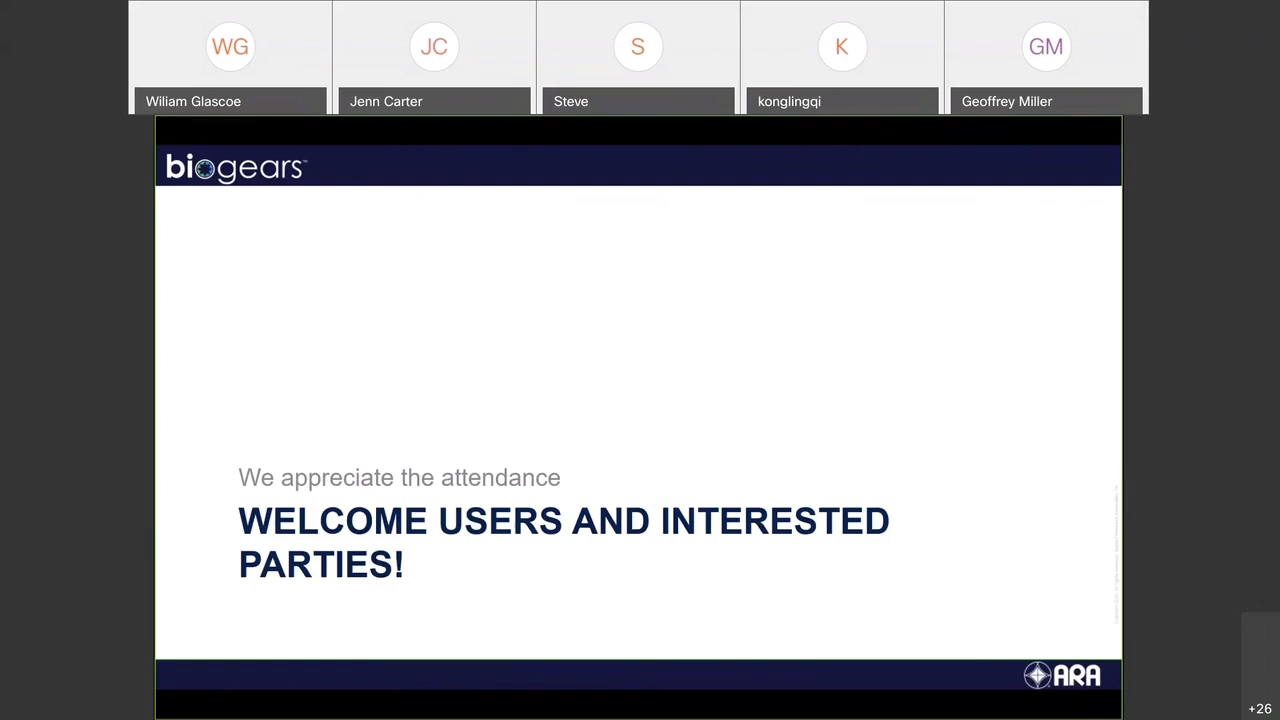 WG
JC
S
K
GM
Wiliam Glascoe
Jenn Carter
Steve
konglingqi
Geoffrey Miller
biogears™
We appreciate the attendance
WELCOME USERS AND INTERESTED
PARTIES!
ARA
+26